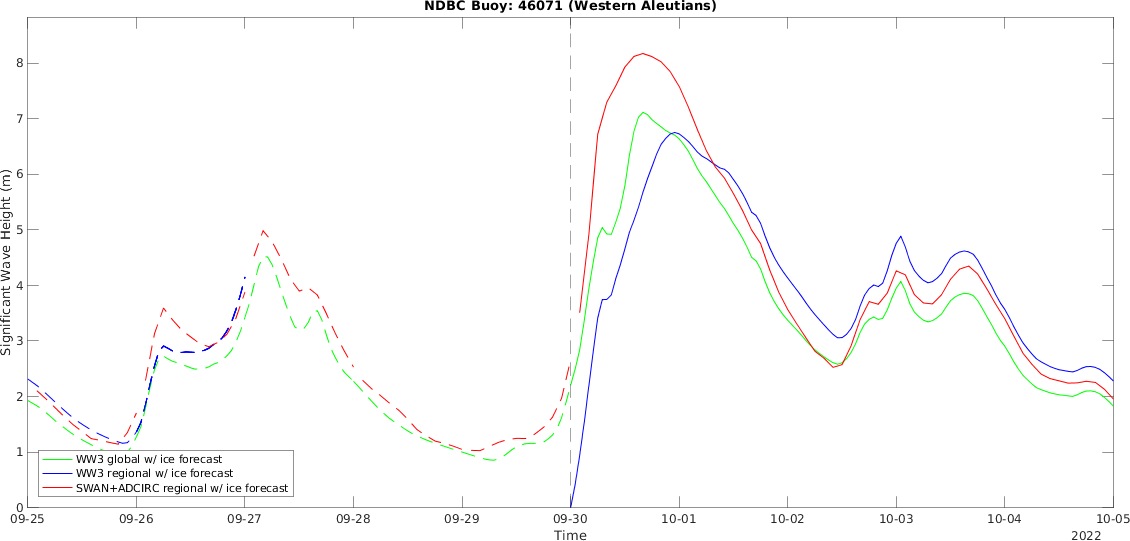 NDBC Buoy: 46071 (Western Aleutians)
Significant Wave Height (m)
8
7
6
5
4
3
2
1
0
WW3 global w/ ice forecast
WW3 regional w/ ice forecast
SWAN+ADCIRC regional w/ ice forecast
09-25 09-26 09-27 09-28 09-29 09-30 10-01 10-02 10-03 10-04 10-05
Time
2022